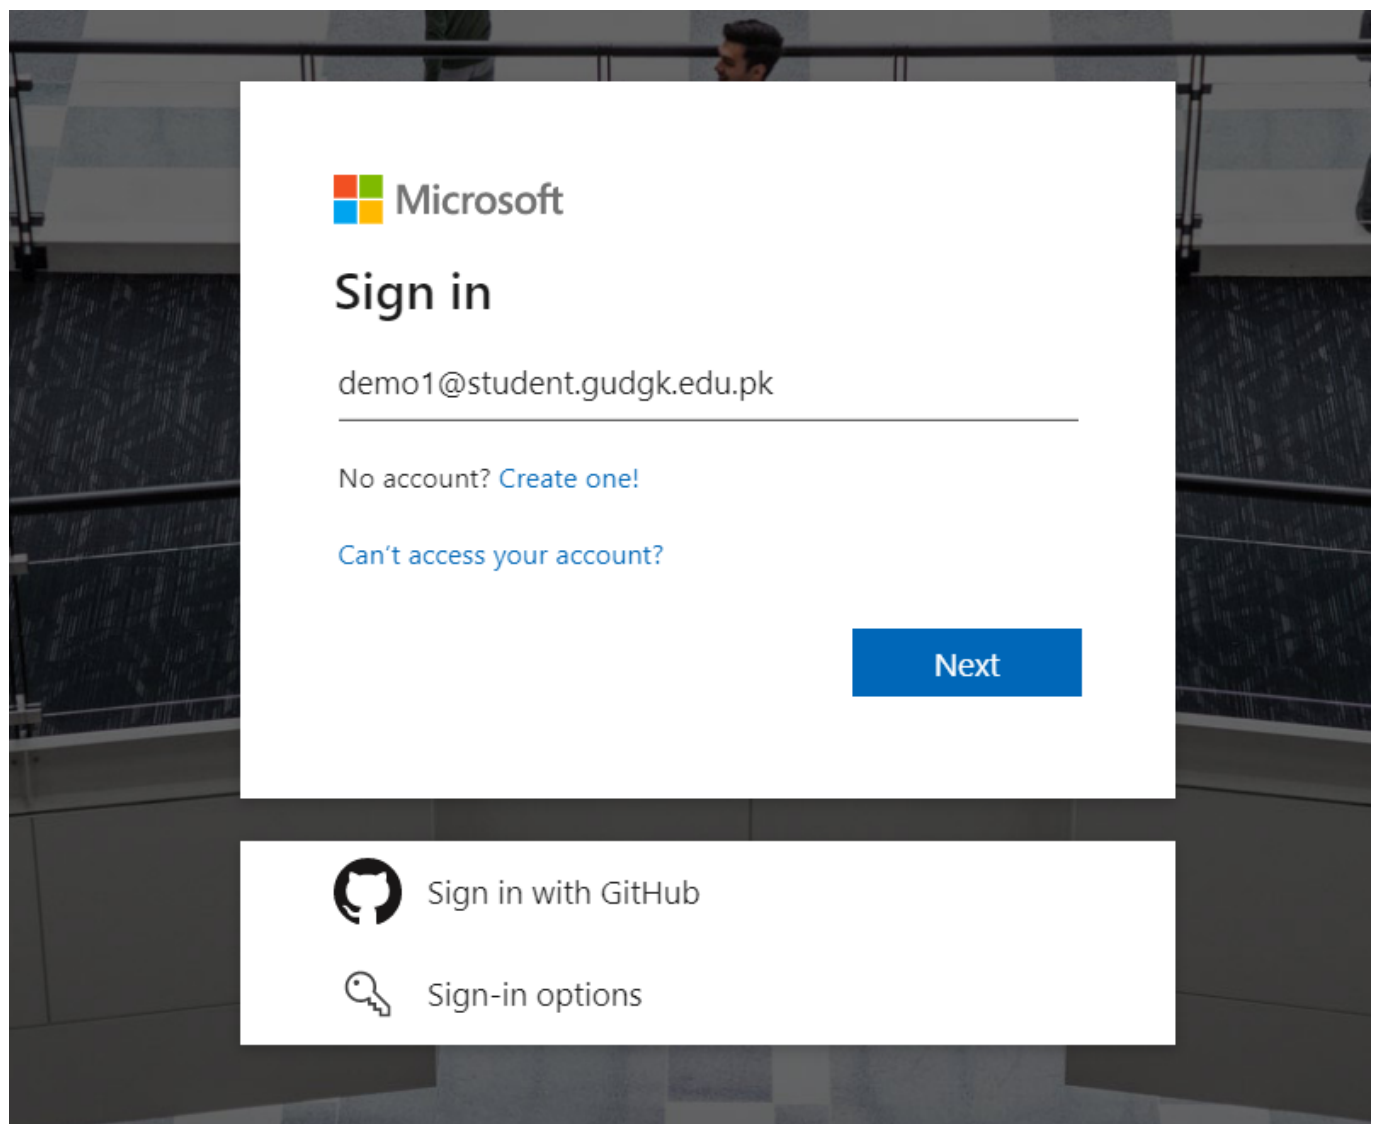 Microsoft
Sign in
demo1@student.gudgk.edu.pk
No account? Create one!
Can't access your account?
Next
Sign in with GitHub
Sign-in options